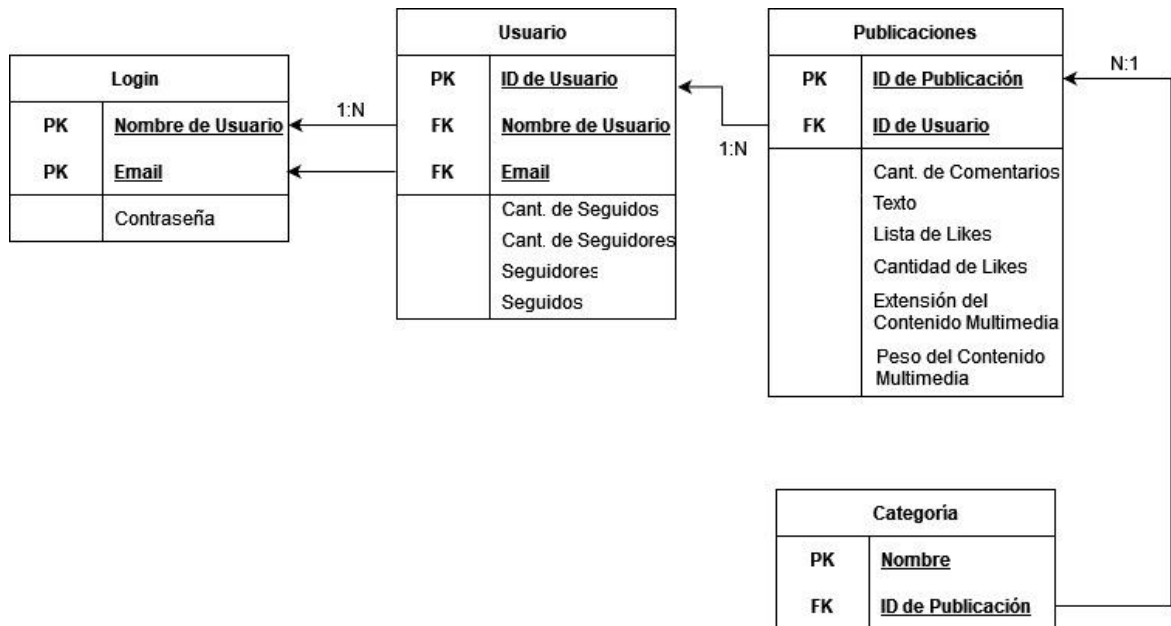 Login
PK Nombre de Usuario
PK Email
Contraseña
1:N
Usuario
PK ID de Usuario
FK Nombre de Usuario
FK Email
Cant. de Seguidos
Cant. de Seguidores
Seguidores
Seguidos
1:N
Publicaciones
PK ID de Publicación
FK ID de Usuario
Cant. de Comentarios
Texto
Lista de Likes
Cantidad de Likes
Extensión del
Contenido Multimedia
Peso del Contenido
Multimedia
N:1
Categoría
PK Nombre
FK ID de Publicación